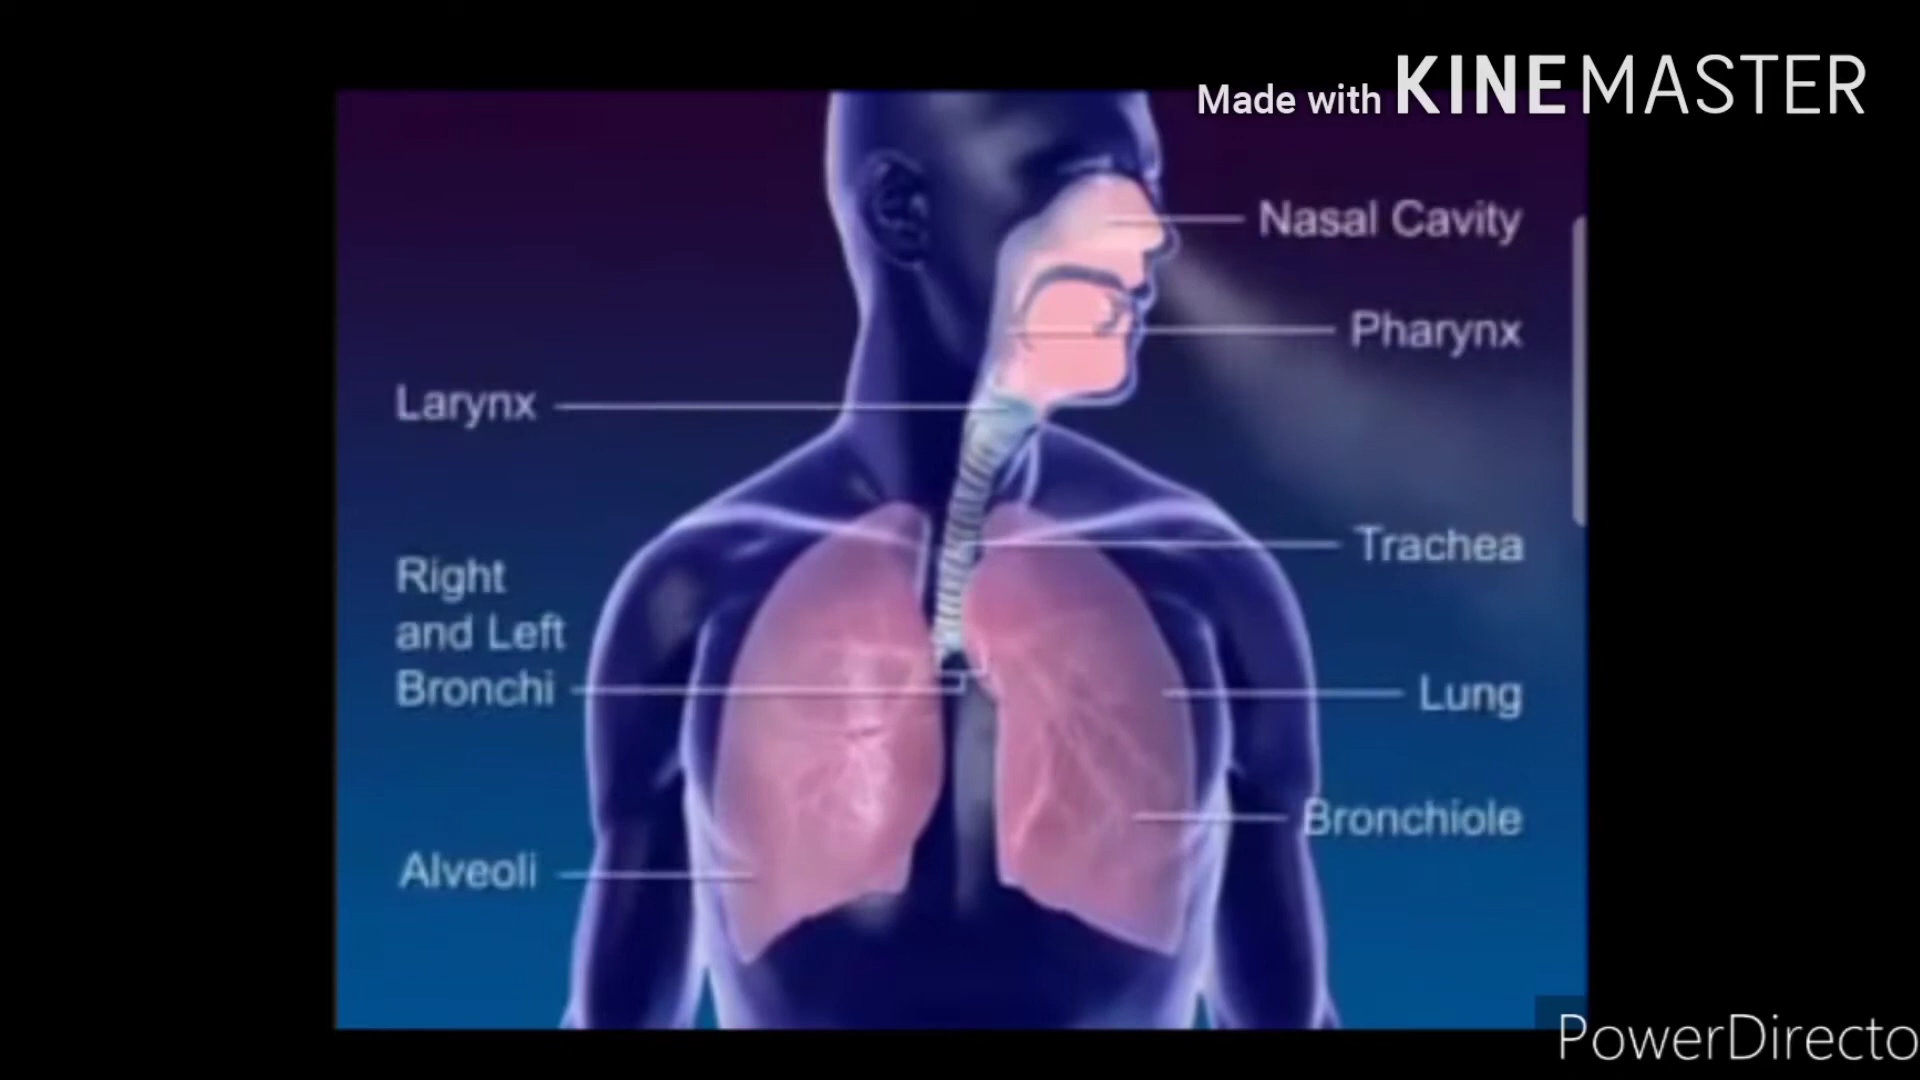 Made with KINEMASTER
Nasal Cavity
Pharynx
Larynx
Trachea
Right
and Left
Bronchi
Lung
Bronchiole
Alveoli
PowerDirecto